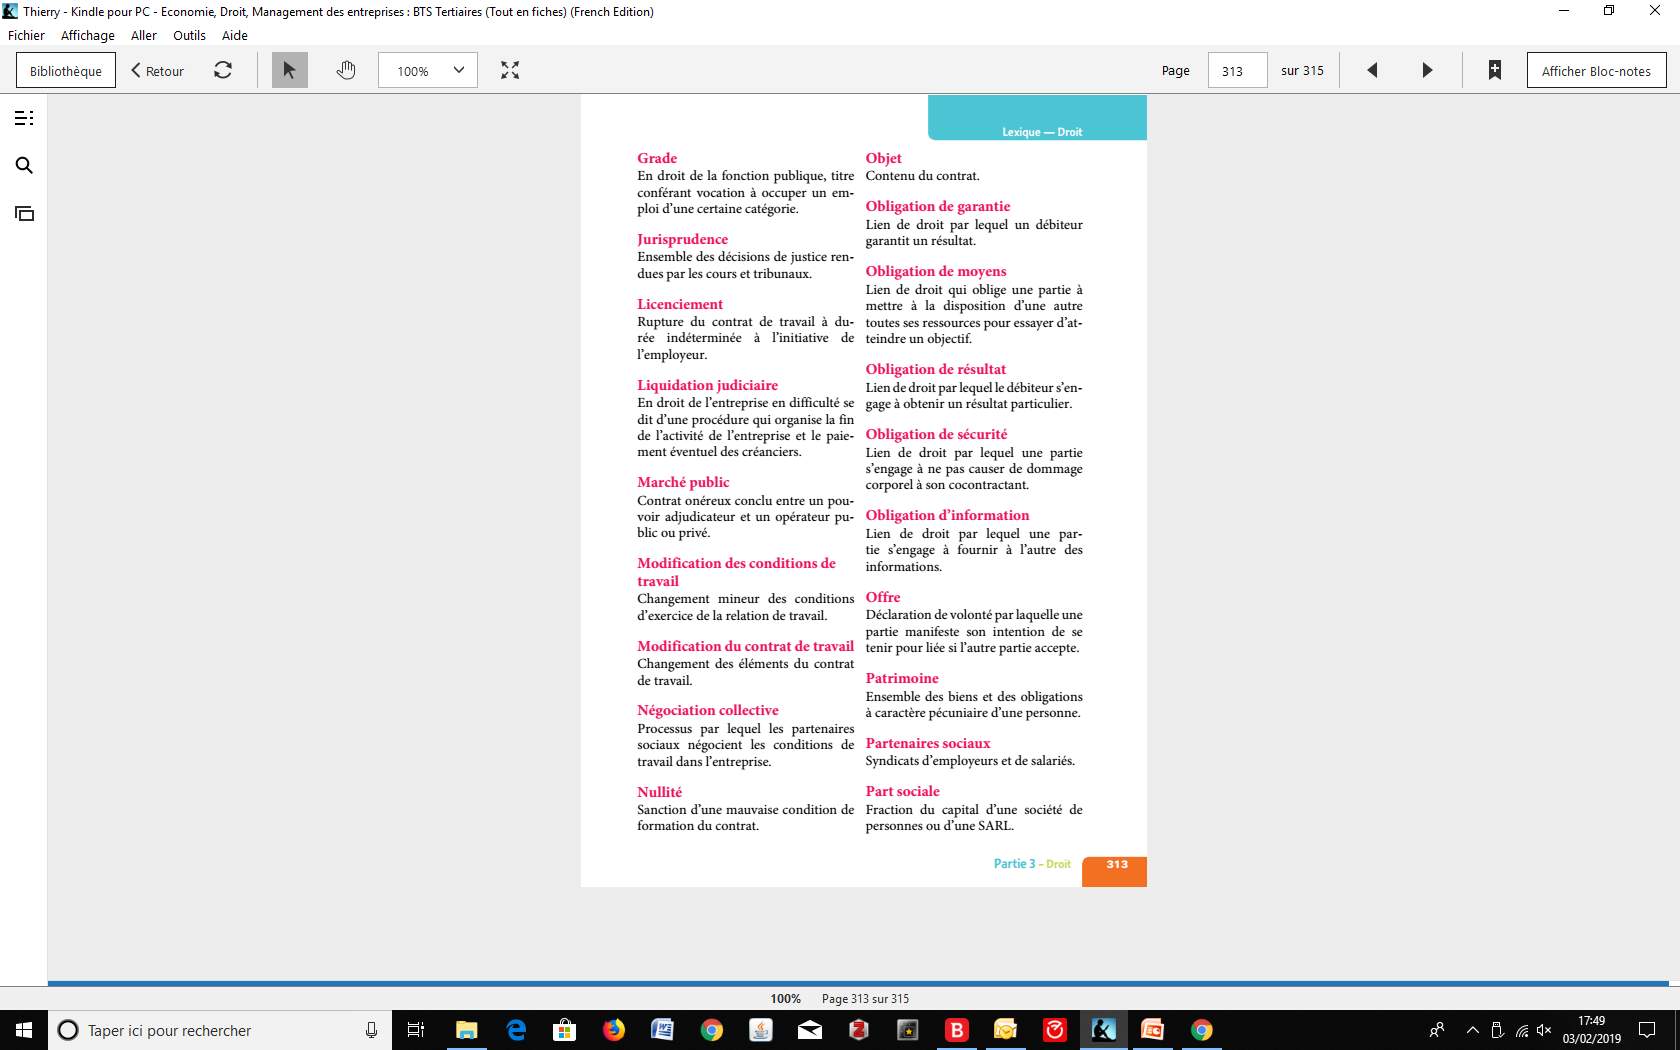 Thierry - Kindle pour PC - Economie, Droit, Management des entreprises : BTS Tertiaires (Tout en fiches) (French Edition)
Fichier Affichage Aller Outils Aide
Bibliothèque Retour 100% Page 313 sur 315 Afficher Bloc-notes
Lexique — Droit
Grade
En droit de la fonction publique, titre
conférant vocation à occuper un em-
ploi d’une certaine catégorie.
Jurisprudence
Ensemble des décisions de justice ren-
dues par les cours et tribunaux.
Licenciement
Rupture du contrat de travail à du-
rée indéterminée à l’initiative de
l’employeur.
Liquidation judiciaire
En droit de l’entreprise en difficulté se
dit d’une procédure qui organise la fin
de l’activité de l’entreprise et le paie-
ment éventuel des créanciers.
Marché public
Contrat onéreux conclu entre un pou-
voir adjudicateur et un opérateur pu-
blic ou privé.
Modification des conditions de
travail
Changement mineur des conditions
d’exercice de la relation de travail.
Modification du contrat de travail
Changement des éléments du contrat
de travail.
Négociation collective
Processus par lequel les partenaires
sociaux négocient les conditions de
travail dans l’entreprise.
Nullité
Sanction d’une mauvaise condition de
formation du contrat.
Objet
Contenu du contrat.
Obligation de garantie
Lien de droit par lequel un débiteur
garantit un résultat.
Obligation de moyens
Lien de droit qui oblige une partie à
mettre à la disposition d’une autre
toutes ses ressources pour essayer d’at-
teindre un objectif.
Obligation de résultat
Lien de droit par lequel le débiteur s’en-
gage à obtenir un résultat particulier.
Obligation de sécurité
Lien de droit par lequel une partie
s’engage à ne pas causer de dommage
corporel à son cocontractant.
Obligation d’information
Lien de droit par lequel une par-
tie s’engage à fournir à l’autre des
informations.
Offre
Déclaration de volonté par laquelle une
partie manifeste son intention de se
tenir pour liée si l’autre partie accepte.
Patrimoine
Ensemble des biens et des obligations
à caractère pécuniaire d’une personne.
Partenaires sociaux
Syndicats d’employeurs et de salariés.
Part sociale
Fraction du capital d’une société de
personnes ou d’une SARL.
Partie 3 – Droit 313
100% Page 313 sur 315
Taper ici pour rechercher
17:49
03/02/2019